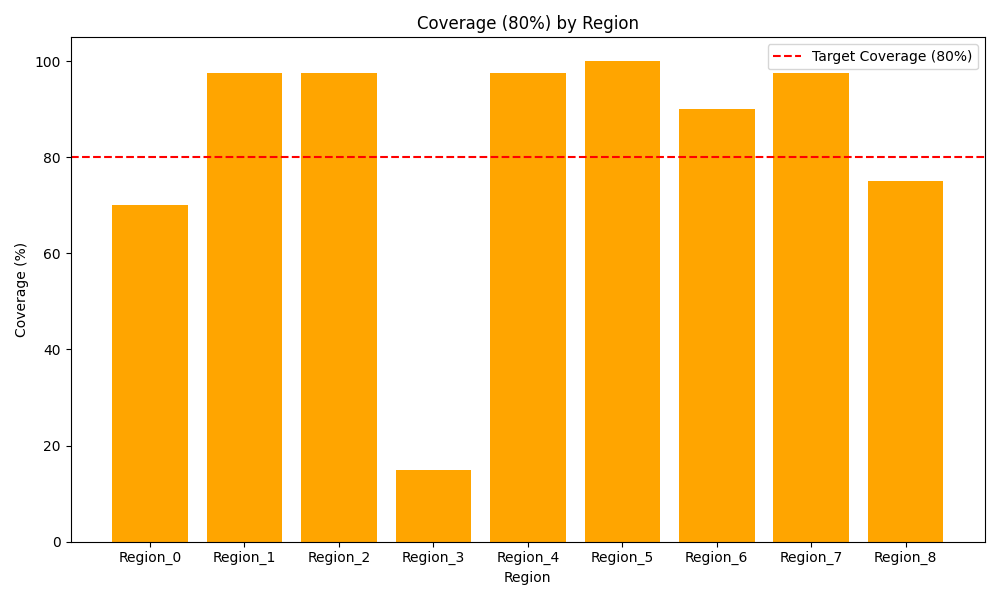 Coverage (80%) by Region
Target Coverage (80%)
Coverage (%)
100
80
60
40
20
0
Region_0 Region_1 Region_2 Region_3 Region_4 Region_5 Region_6 Region_7 Region_8
Region